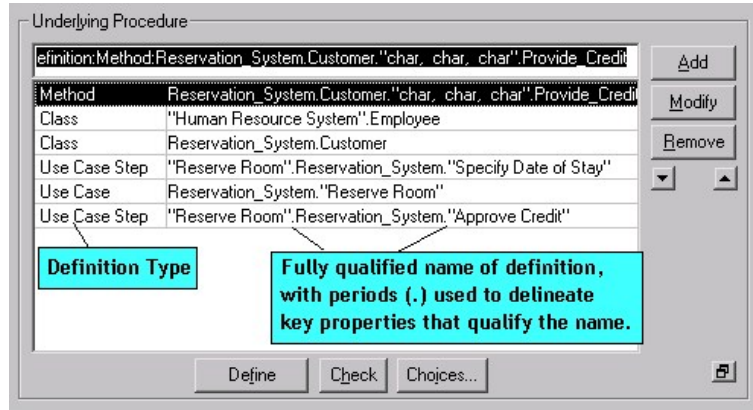 Underlying Procedure
efinition:Method:Reservation_System.Customer."char, char, char".Provide_Credit
Add
Method Reservation_System.Customer."char, char, char".Provide_Credit
Modify
Class "Human Resource System".Employee
Class Reservation_System.Customer
Remove
Use Case Step "Reserve Room".Reservation_System."Specify Date of Stay"
Use Case Reservation_System."Reserve Room"
Use Case Step "Reserve Room".Reservation_System."Approve Credit"
Definition Type
Fully qualified name of definition,
with periods (.) used to delineate
key properties that qualify the name.
Define Check Choices...